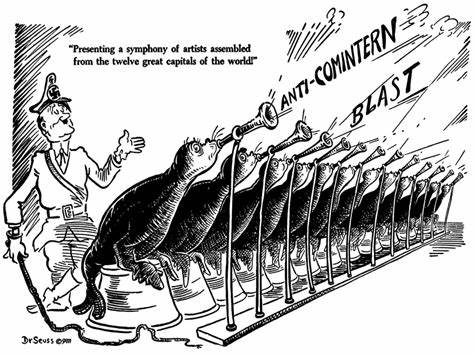 "Presenting a symphony of artists assembled
from the twelve great capitals of the world!"
ANTI-COMINTERN
BLAST
Dr Seuss